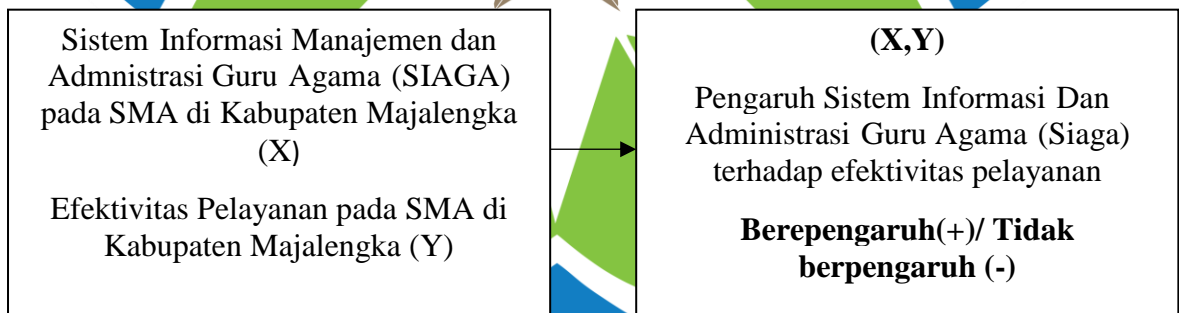 Sistem Informasi Manajemen dan
Admnistrasi Guru Agama (SIAGA)
pada SMA di Kabupaten Majalengka
(X)
Efektivitas Pelayanan pada SMA di
Kabupaten Majalengka (Y)
(X,Y)
Pengaruh Sistem Informasi Dan
Administrasi Guru Agama (Siaga)
terhadap efektivitas pelayanan
Berepengaruh(+)/ Tidak
berpengaruh (-)